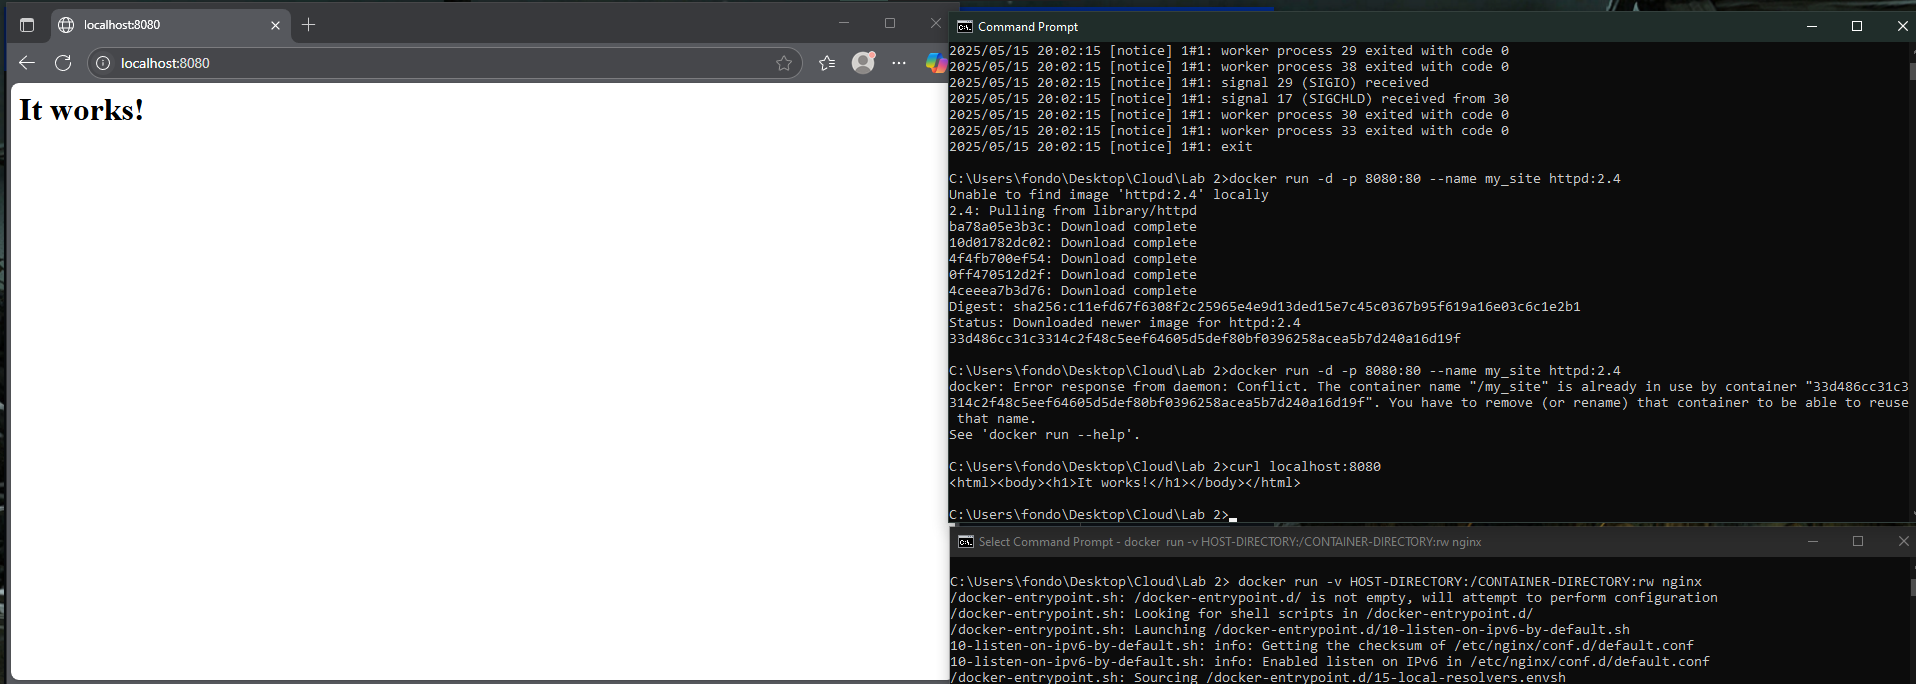 localhost:8080
localhost:8080
It works!
Command Prompt
2025/05/15 20:02:15 [notice] 1#1: worker process 29 exited with code 0
2025/05/15 20:02:15 [notice] 1#1: worker process 38 exited with code 0
2025/05/15 20:02:15 [notice] 1#1: signal 29 (SIGIO) received
2025/05/15 20:02:15 [notice] 1#1: signal 17 (SIGCHLD) received from 30
2025/05/15 20:02:15 [notice] 1#1: worker process 30 exited with code 0
2025/05/15 20:02:15 [notice] 1#1: worker process 33 exited with code 0
2025/05/15 20:02:15 [notice] 1#1: exit
C:\Users\fondo\Desktop\Cloud\Lab 2>docker run -d -p 8080:80 --name my_site httpd:2.4
Unable to find image 'httpd:2.4' locally
2.4: Pulling from library/httpd
ba78a05e3b3c: Download complete
10d01782dc02: Download complete
4f4fb700ef54: Download complete
0ff470512d2f: Download complete
4ceeea7b3d76: Download complete
Digest: sha256:c11efd67f6308f2c25965e4e9d13ded15e7c45c0367b95f619a16e03c6c1e2b1
Status: Downloaded newer image for httpd:2.4
33d486cc31c3314c2f48c5eef64605d5def80bf0396258acea5b7d240a16d19f
C:\Users\fondo\Desktop\Cloud\Lab 2>docker run -d -p 8080:80 --name my_site httpd:2.4
docker: Error response from daemon: Conflict. The container name "/my_site" is already in use by container "33d486cc31c3
314c2f48c5eef64605d5def80bf0396258acea5b7d240a16d19f". You have to remove (or rename) that container to be able to reuse
that name.
See 'docker run --help'.
C:\Users\fondo\Desktop\Cloud\Lab 2>curl localhost:8080
<html><body><h1>It works!</h1></body></html>
C:\Users\fondo\Desktop\Cloud\Lab 2>
Select Command Prompt - docker run -v HOST-DIRECTORY:/CONTAINER-DIRECTORY:rw nginx
C:\Users\fondo\Desktop\Cloud\Lab 2> docker run -v HOST-DIRECTORY:/CONTAINER-DIRECTORY:rw nginx
/docker-entrypoint.sh: /docker-entrypoint.d/ is not empty, will attempt to perform configuration
/docker-entrypoint.sh: Looking for shell scripts in /docker-entrypoint.d/
/docker-entrypoint.sh: Launching /docker-entrypoint.d/10-listen-on-ipv6-by-default.sh
10-listen-on-ipv6-by-default.sh: info: Getting the checksum of /etc/nginx/conf.d/default.conf
10-listen-on-ipv6-by-default.sh: info: Enabled listen on IPv6 in /etc/nginx/conf.d/default.conf
/docker-entrypoint.sh: Sourcing /docker-entrypoint.d/15-local-resolvers.envsh